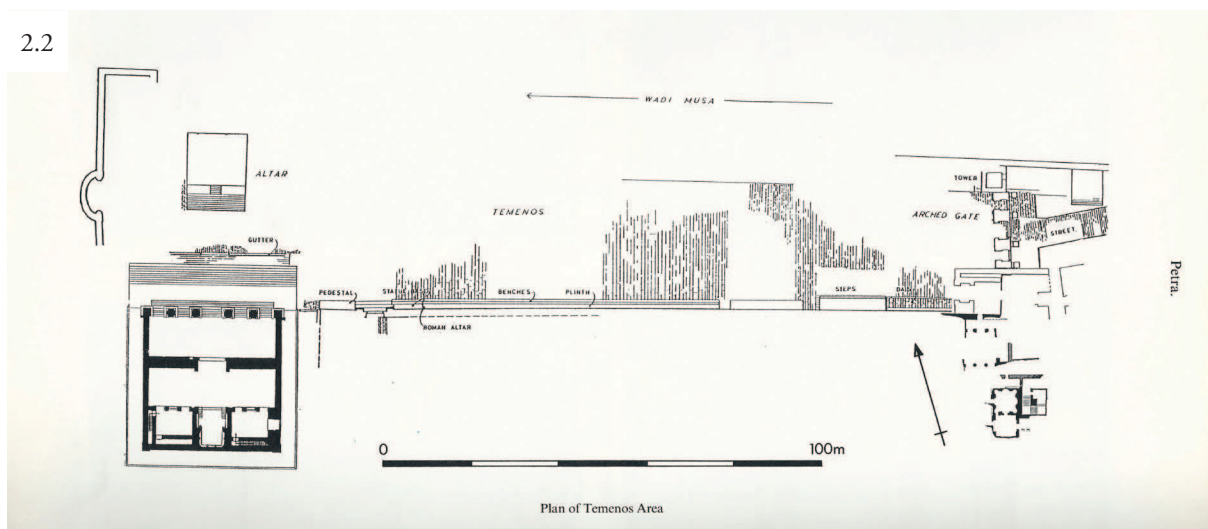 2.2
WADI MUSA
ALTAR
TOWER
TEMENOS
ARCHED GATE
STREET.
GUTTER
PEDESTAL
BENCHES
PLINTH
STEPS
ROMAN ALTAR
Petra.
0
100m
Plan of Temenos Area